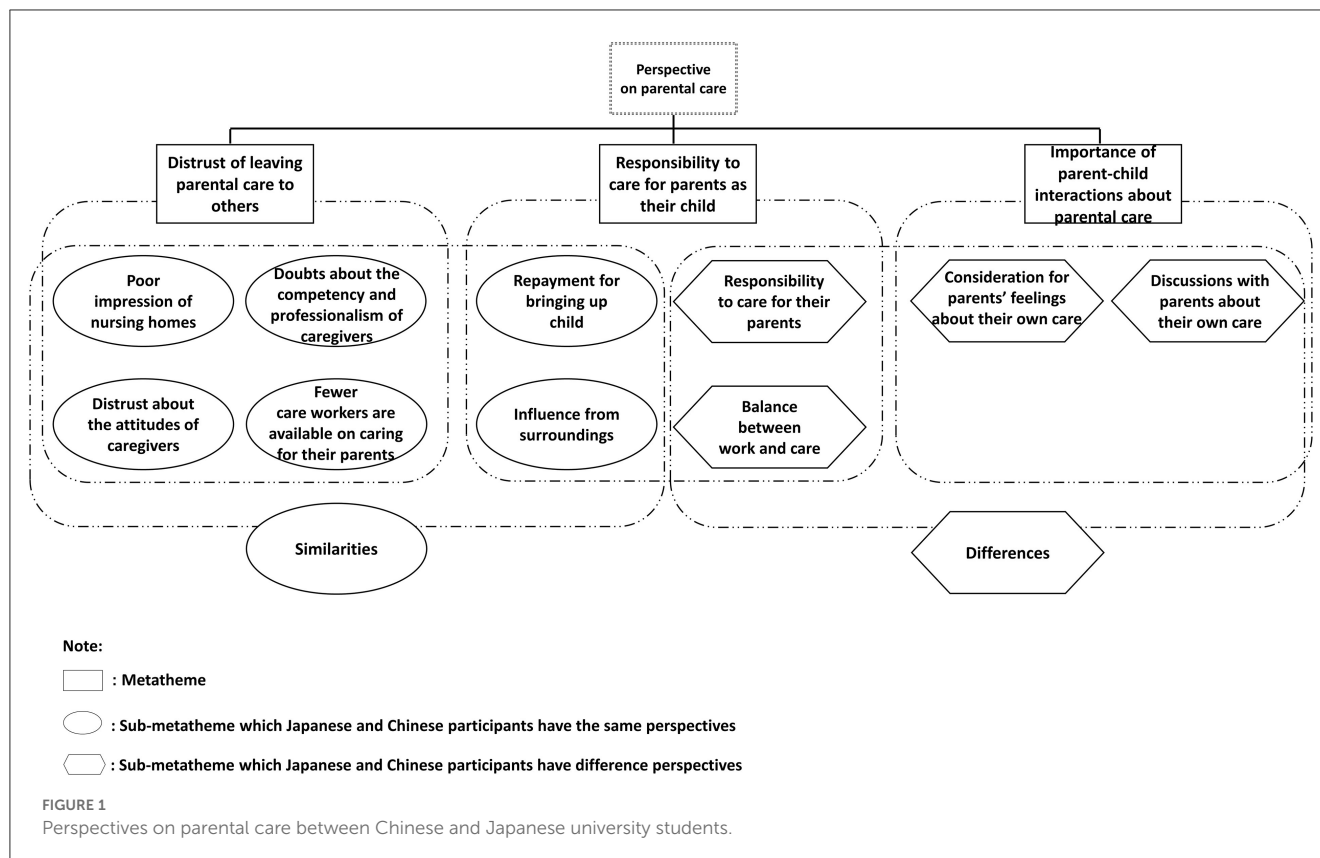 Perspective
on parental care
Distrust of leaving
parental care to
others
Responsibility to
care for parents as
their child
Importance of
parent-child
interactions about
parental care
Poor
impression of
nursing homes
Doubts about the
competency and
professionalism of
caregivers
Repayment for
bringing up
child
Responsibility
to care for their
parents
Consideration for
parents’ feelings
about their own care
Discussions with
parents about
their own care
Distrust about
the attitudes of
caregivers
Fewer
care workers are
available on caring
for their parents
Influence from
surroundings
Balance
between
work and care
Similarities
Differences
Note:
: Metatheme
: Sub-metatheme which Japanese and Chinese participants have the same perspectives
: Sub-metatheme which Japanese and Chinese participants have difference perspectives
FIGURE 1
Perspectives on parental care between Chinese and Japanese university students.